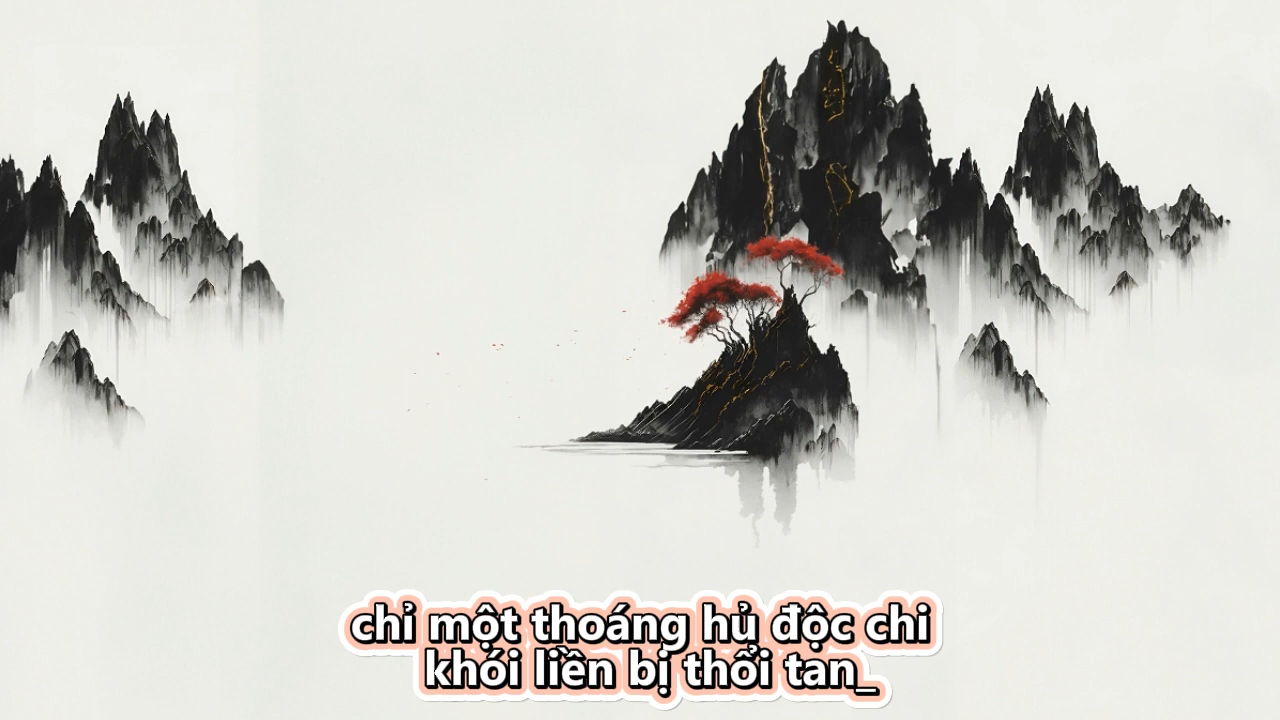 chỉ một thoáng hủ độc chi
khói liền bị thổi tan_